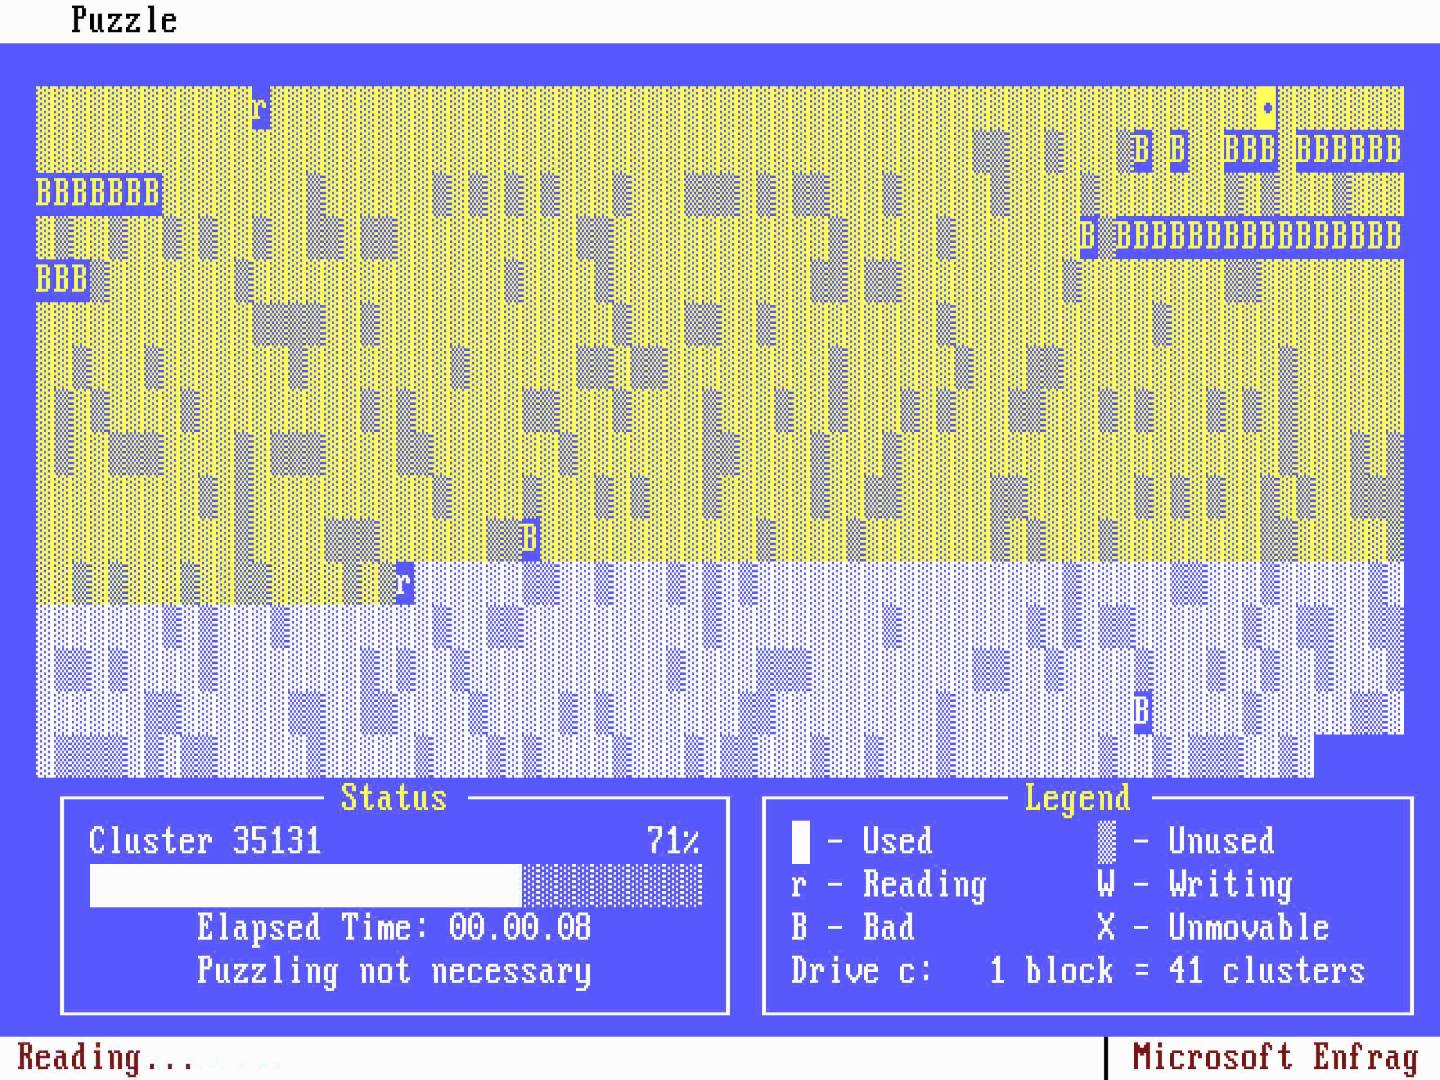 Puzzle
r
B B BBB BBBBBB
BBBBBBB
B BBBBBBBBBBBBBBBB
BBB
B
r
B
Status
Cluster 35131 71%
Elapsed Time: 00.00.08
Puzzling not necessary
Legend
- Used - Unused
r - Reading W - Writing
B - Bad X - Unmovable
Drive c: 1 block = 41 clusters
Reading...
Microsoft Enfrag